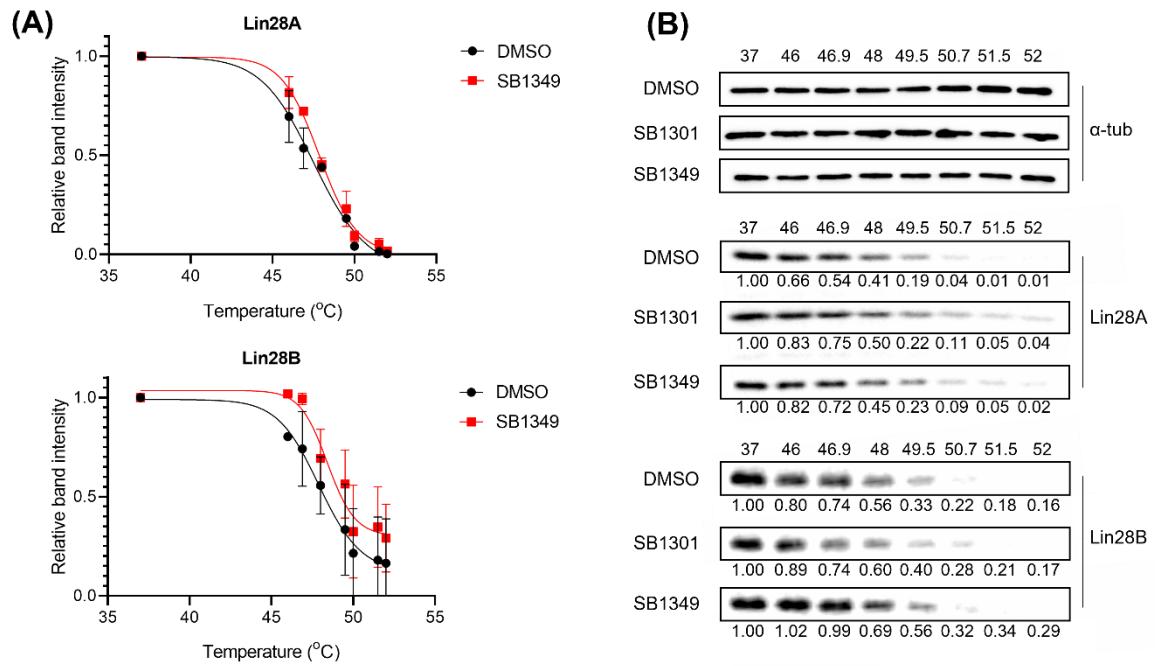 (A)
Lin28A
Relative band intensity
1.0
0.5
0.0
35 40 45 50 55
Temperature (°C)
DMSO
SB1349
Lin28B
Relative band intensity
1.0
0.5
0.0
35 40 45 50 55
Temperature (°C)
DMSO
SB1349
(B)
37 46 46.9 48 49.5 50.7 51.5 52
DMSO
SB1301
SB1349
α-tub
37 46 46.9 48 49.5 50.7 51.5 52
DMSO
1.00 0.66 0.54 0.41 0.19 0.04 0.01 0.01
SB1301
1.00 0.83 0.75 0.50 0.22 0.11 0.05 0.04
SB1349
1.00 0.82 0.72 0.45 0.23 0.09 0.05 0.02
Lin28A
37 46 46.9 48 49.5 50.7 51.5 52
DMSO
1.00 0.80 0.74 0.56 0.33 0.22 0.18 0.16
SB1301
1.00 0.89 0.74 0.60 0.40 0.28 0.21 0.17
SB1349
1.00 1.02 0.99 0.69 0.56 0.32 0.34 0.29
Lin28B